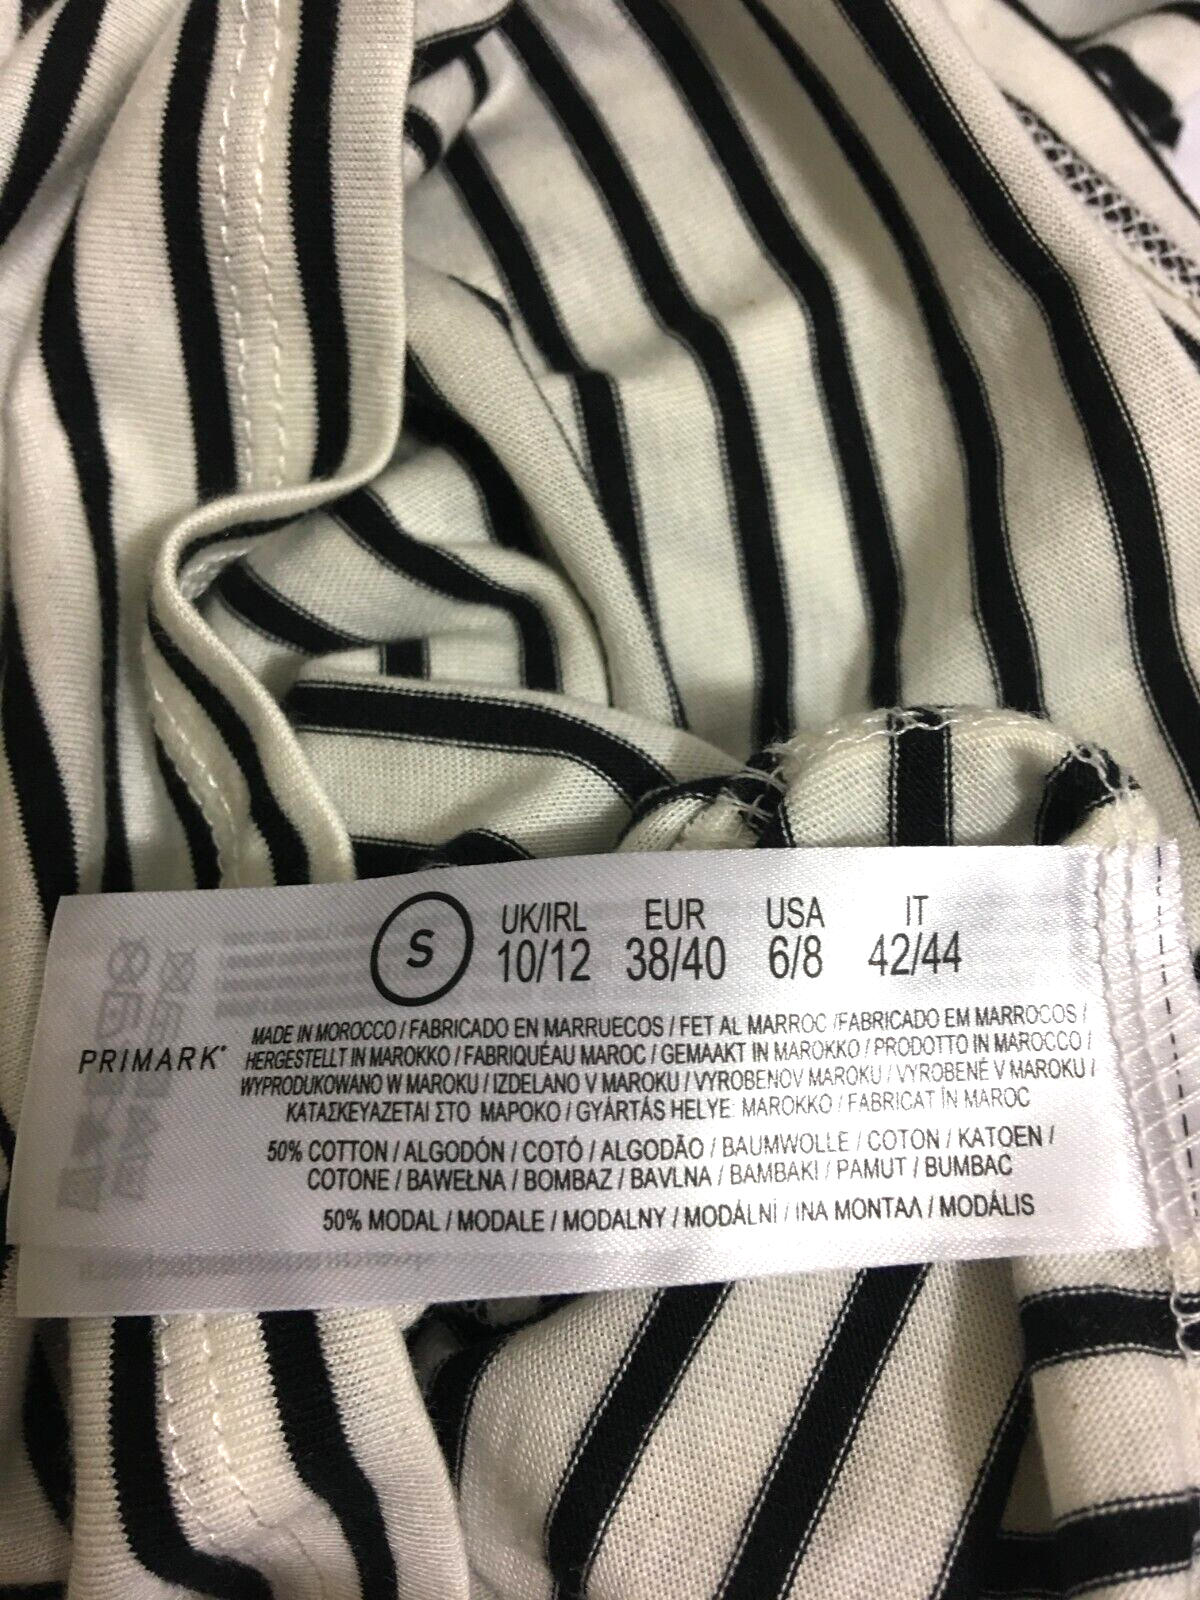 S
UK/IRL EUR USA IT
10/12 38/40 6/8 42/44
PRIMARK
MADE IN MOROCCO / FABRICADO EN MARRUECOS / FET AL MARROC /FABRICADO EM MARROCOS /
HERGESTELLT IN MAROKKO / FABRIQUÉAU MAROC / GEMAAKT IN MAROKKO / PRODOTTO IN MAROCCO /
WYPRODUKOWANO W MAROKU / IZDELANO V MAROKU / VYROBENOV MAROKU / VYROBENÉ V MAROKU /
ΚΑΤΑΣΚΕΥΑΖΕΤΑΙ ΣΤΟ ΜΑΡΟΚΟ / GYÁRTÁS HELYE: MAROKKO / FABRICAT ÎN MAROC
50% COTTON / ALGODÓN / COTÓ / ALGODÃO / BAUMWOLLE / COTON / KATOEN /
COTONE / BAWEŁNA / BOMBAZ / BAVLNA / BAMBAKI / PAMUT / BUMBAC
50% MODAL / MODALE / MODALNY / MODÁLNÍ / ΙΝΑ ΜΟΝΤΑΛ / MODÁLIS